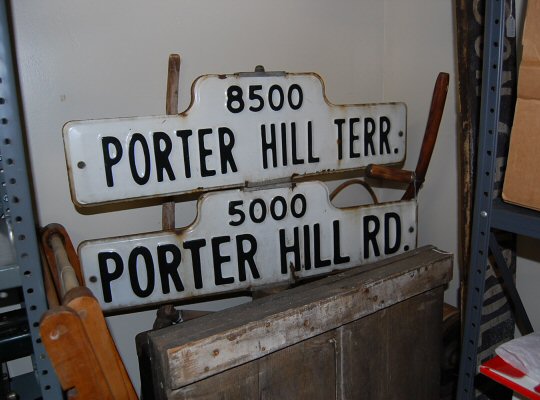 8500
PORTER HILL TERR.
5000
PORTER HILL RD.